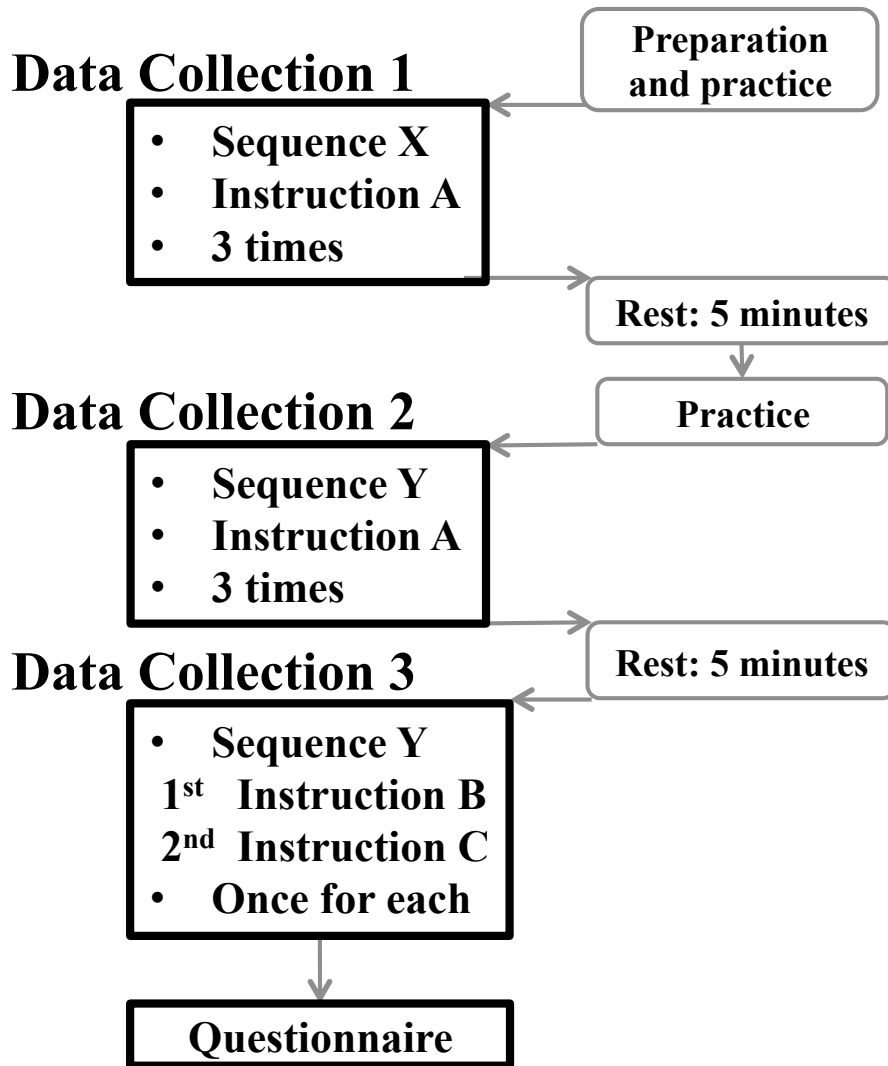 Preparation
and practice
Data Collection 1
• Sequence X
• Instruction A
• 3 times
Rest: 5 minutes
Practice
Data Collection 2
• Sequence Y
• Instruction A
• 3 times
Rest: 5 minutes
Data Collection 3
• Sequence Y
1st Instruction B
2nd Instruction C
• Once for each
Questionnaire